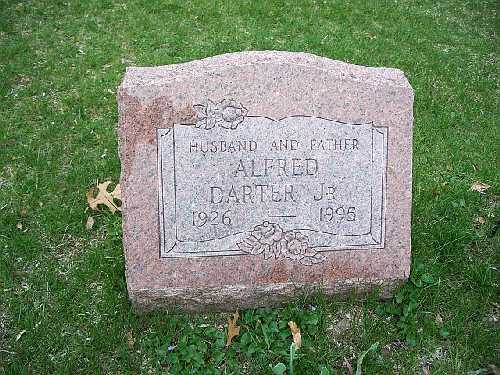 HUSBAND AND FATHER
ALFRED
DARTER JR
1926 — 1995